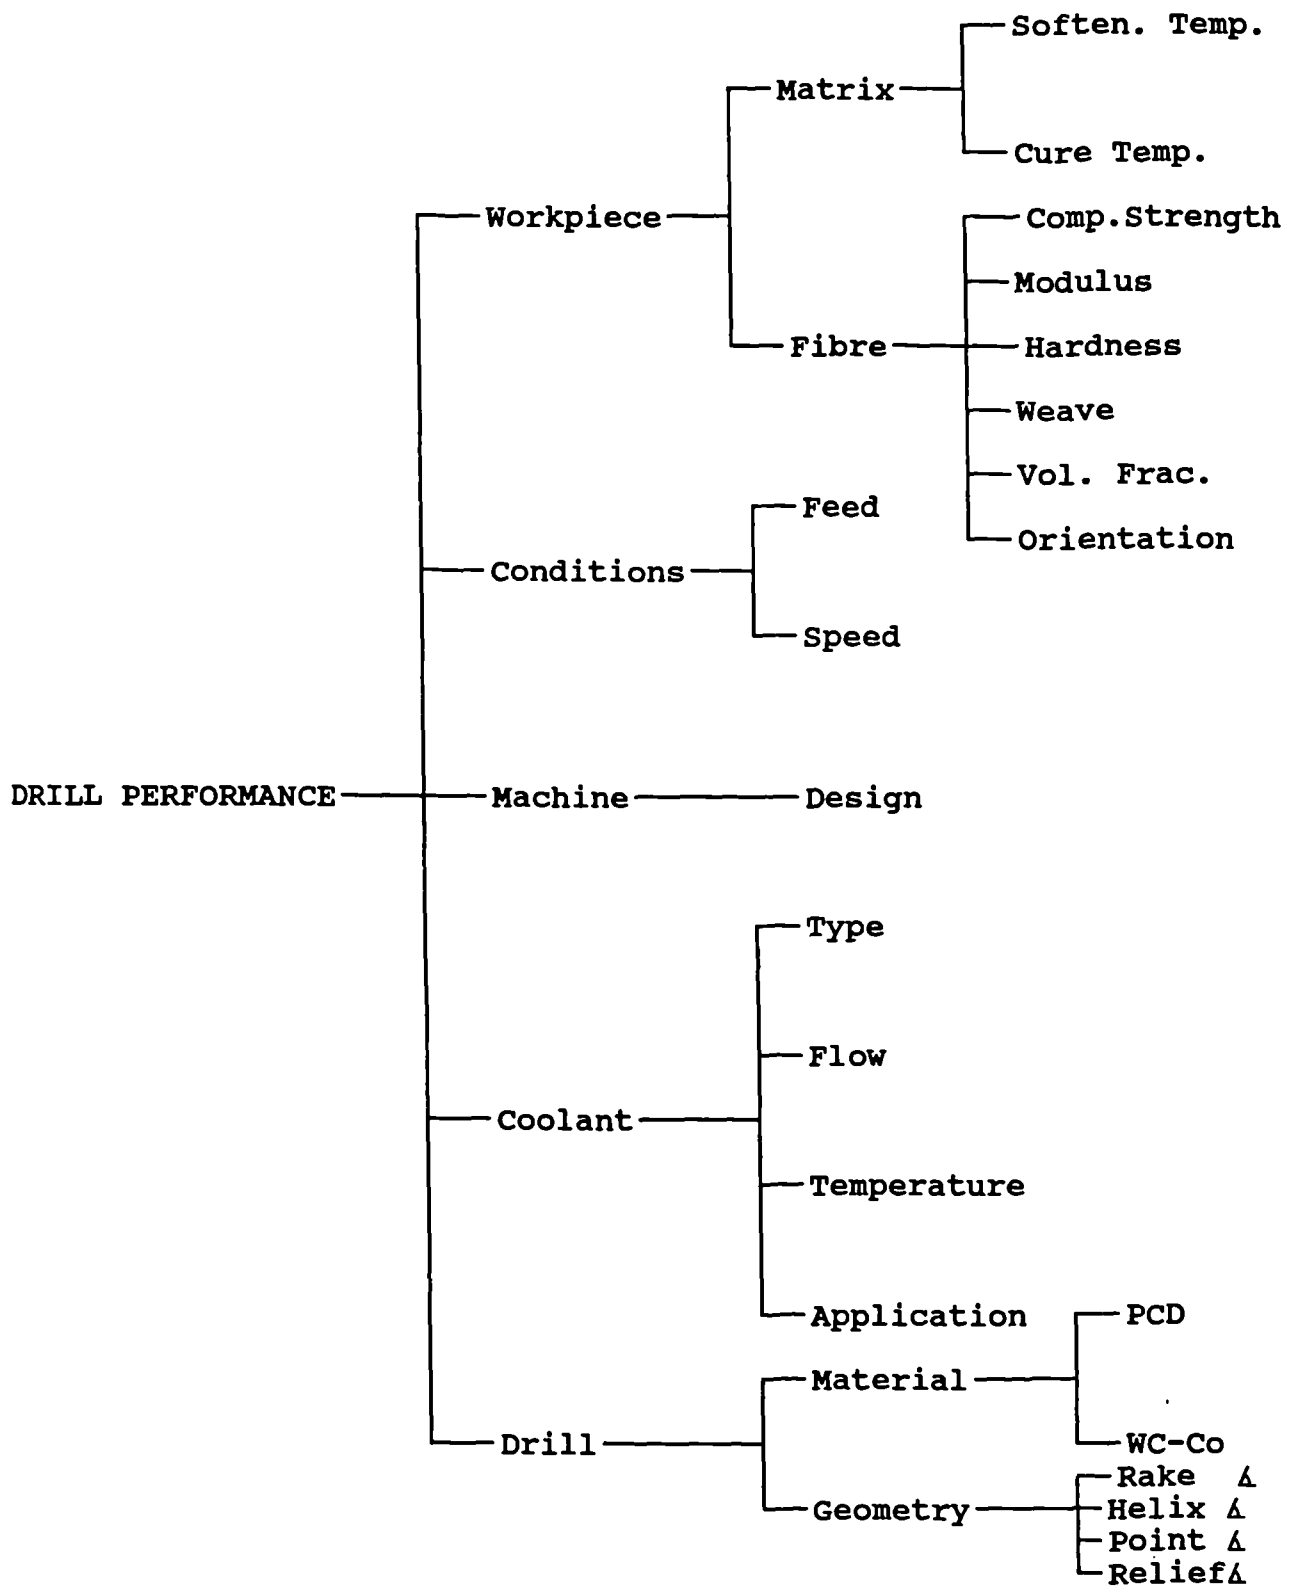 Soften. Temp.
Matrix
Cure Temp.
Workpiece
Comp.Strength
Modulus
Fibre
Hardness
Weave
Vol. Frac.
Feed
Orientation
Conditions
Speed
DRILL PERFORMANCE
Machine
Design
Type
Flow
Coolant
Temperature
Application
PCD
Material
Drill
WC-Co
Rake ∡
Geometry
Helix ∡
Point ∡
Relief∡